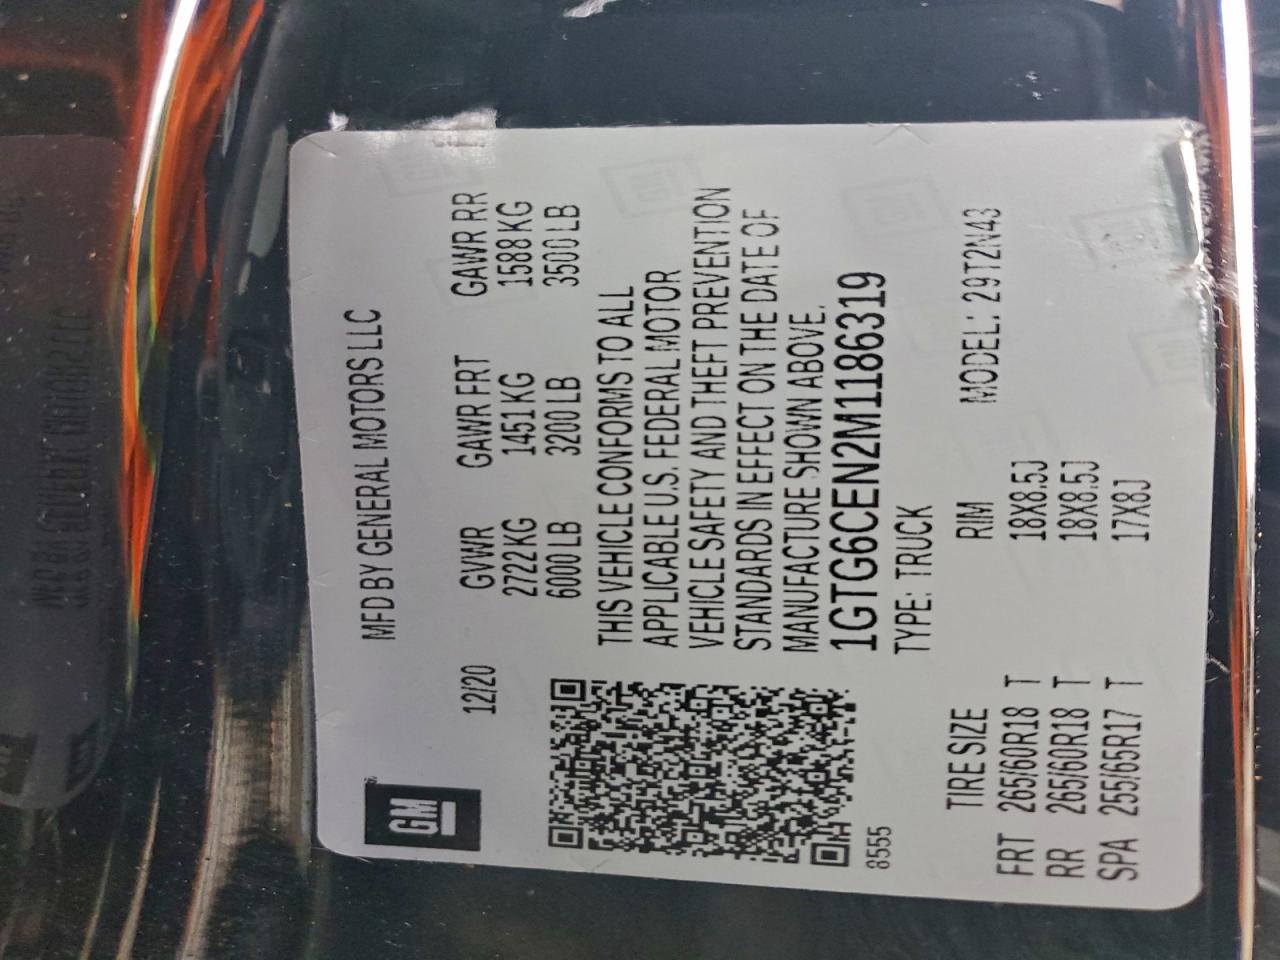 GM
MFD BY GENERAL MOTORS LLC
12/20 GVWR GAWR FRT GAWR RR
2722 KG 1451 KG 1588 KG
6000 LB 3200 LB 3500 LB
THIS VEHICLE CONFORMS TO ALL
APPLICABLE U.S. FEDERAL MOTOR
VEHICLE SAFETY AND THEFT PREVENTION
STANDARDS IN EFFECT ON THE DATE OF
MANUFACTURE SHOWN ABOVE.
1GTG6CEN2M1186319
8555 TYPE: TRUCK
TIRE SIZE RIM MODEL: 29T2N43
FRT 265/60R18 T 18X8.5J
RR 265/60R18 T 18X8.5J
SPA 255/65R17 T 17X8J